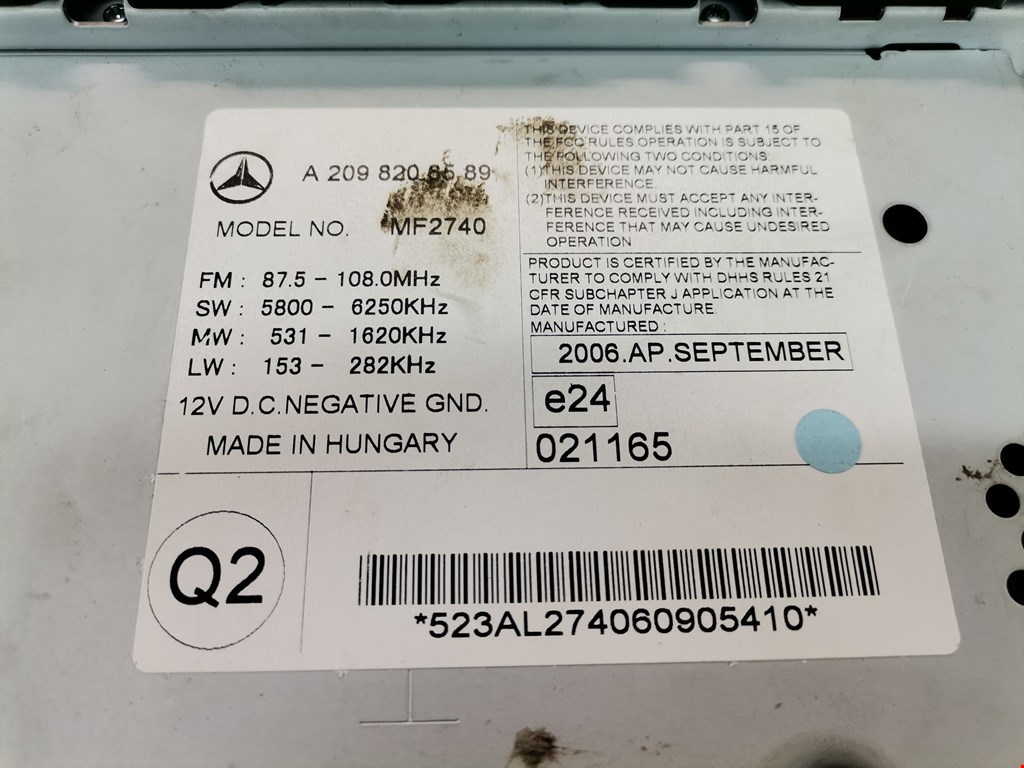 A 209 820 85 89
MODEL NO. MF2740
FM : 87.5 - 108.0MHz
SW : 5800 - 6250KHz
MW : 531 - 1620KHz
LW : 153 - 282KHz
12V D.C.NEGATIVE GND.
MADE IN HUNGARY
THIS DEVICE COMPLIES WITH PART 15 OF
THE FCC RULES OPERATION IS SUBJECT TO
THE FOLLOWING TWO CONDITIONS
(1)THIS DEVICE MAY NOT CAUSE HARMFUL
INTERFERENCE.
(2)THIS DEVICE MUST ACCEPT ANY INTER-
FERENCE RECEIVED INCLUDING INTER-
FERENCE THAT MAY CAUSE UNDESIRED
OPERATION
PRODUCT IS CERTIFIED BY THE MANUFAC-
TURER TO COMPLY WITH DHHS RULES 21
CFR SUBCHAPTER J APPLICATION AT THE
DATE OF MANUFACTURE.
MANUFACTURED :
2006.AP.SEPTEMBER
e24
021165
Q2
*523AL274060905410*